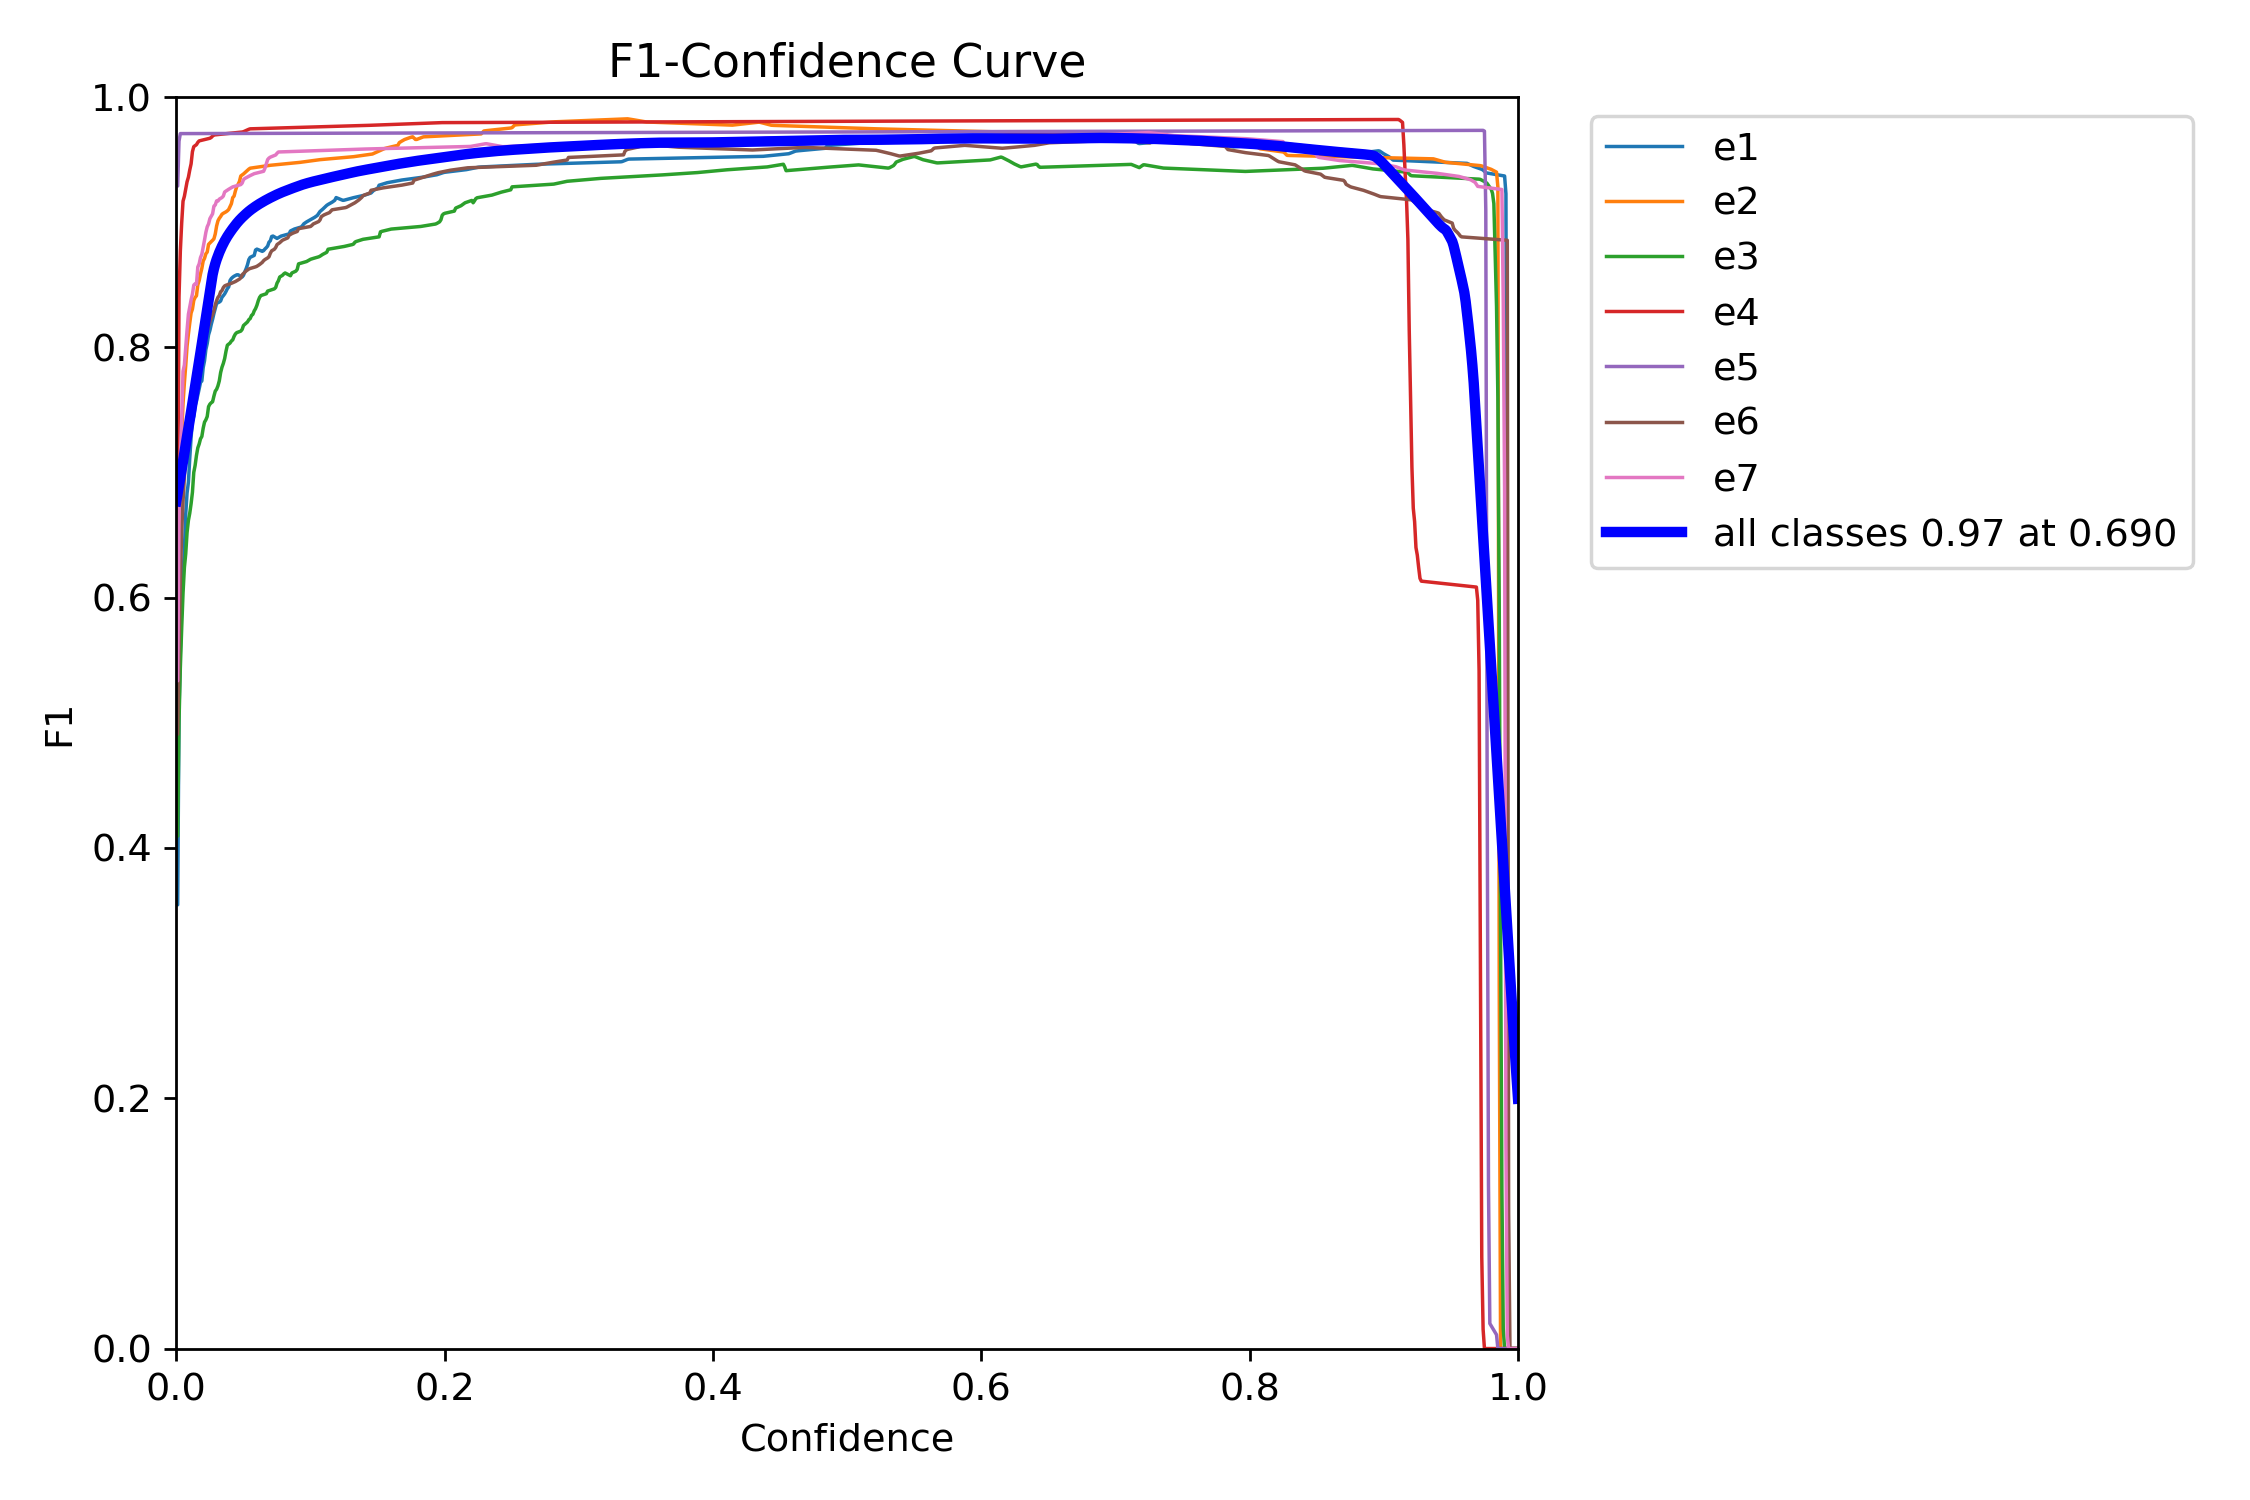 F1-Confidence Curve
1.0
0.8
0.6
0.4
0.2
0.0
F1
0.0 0.2 0.4 0.6 0.8 1.0
Confidence
e1
e2
e3
e4
e5
e6
e7
all classes 0.97 at 0.690